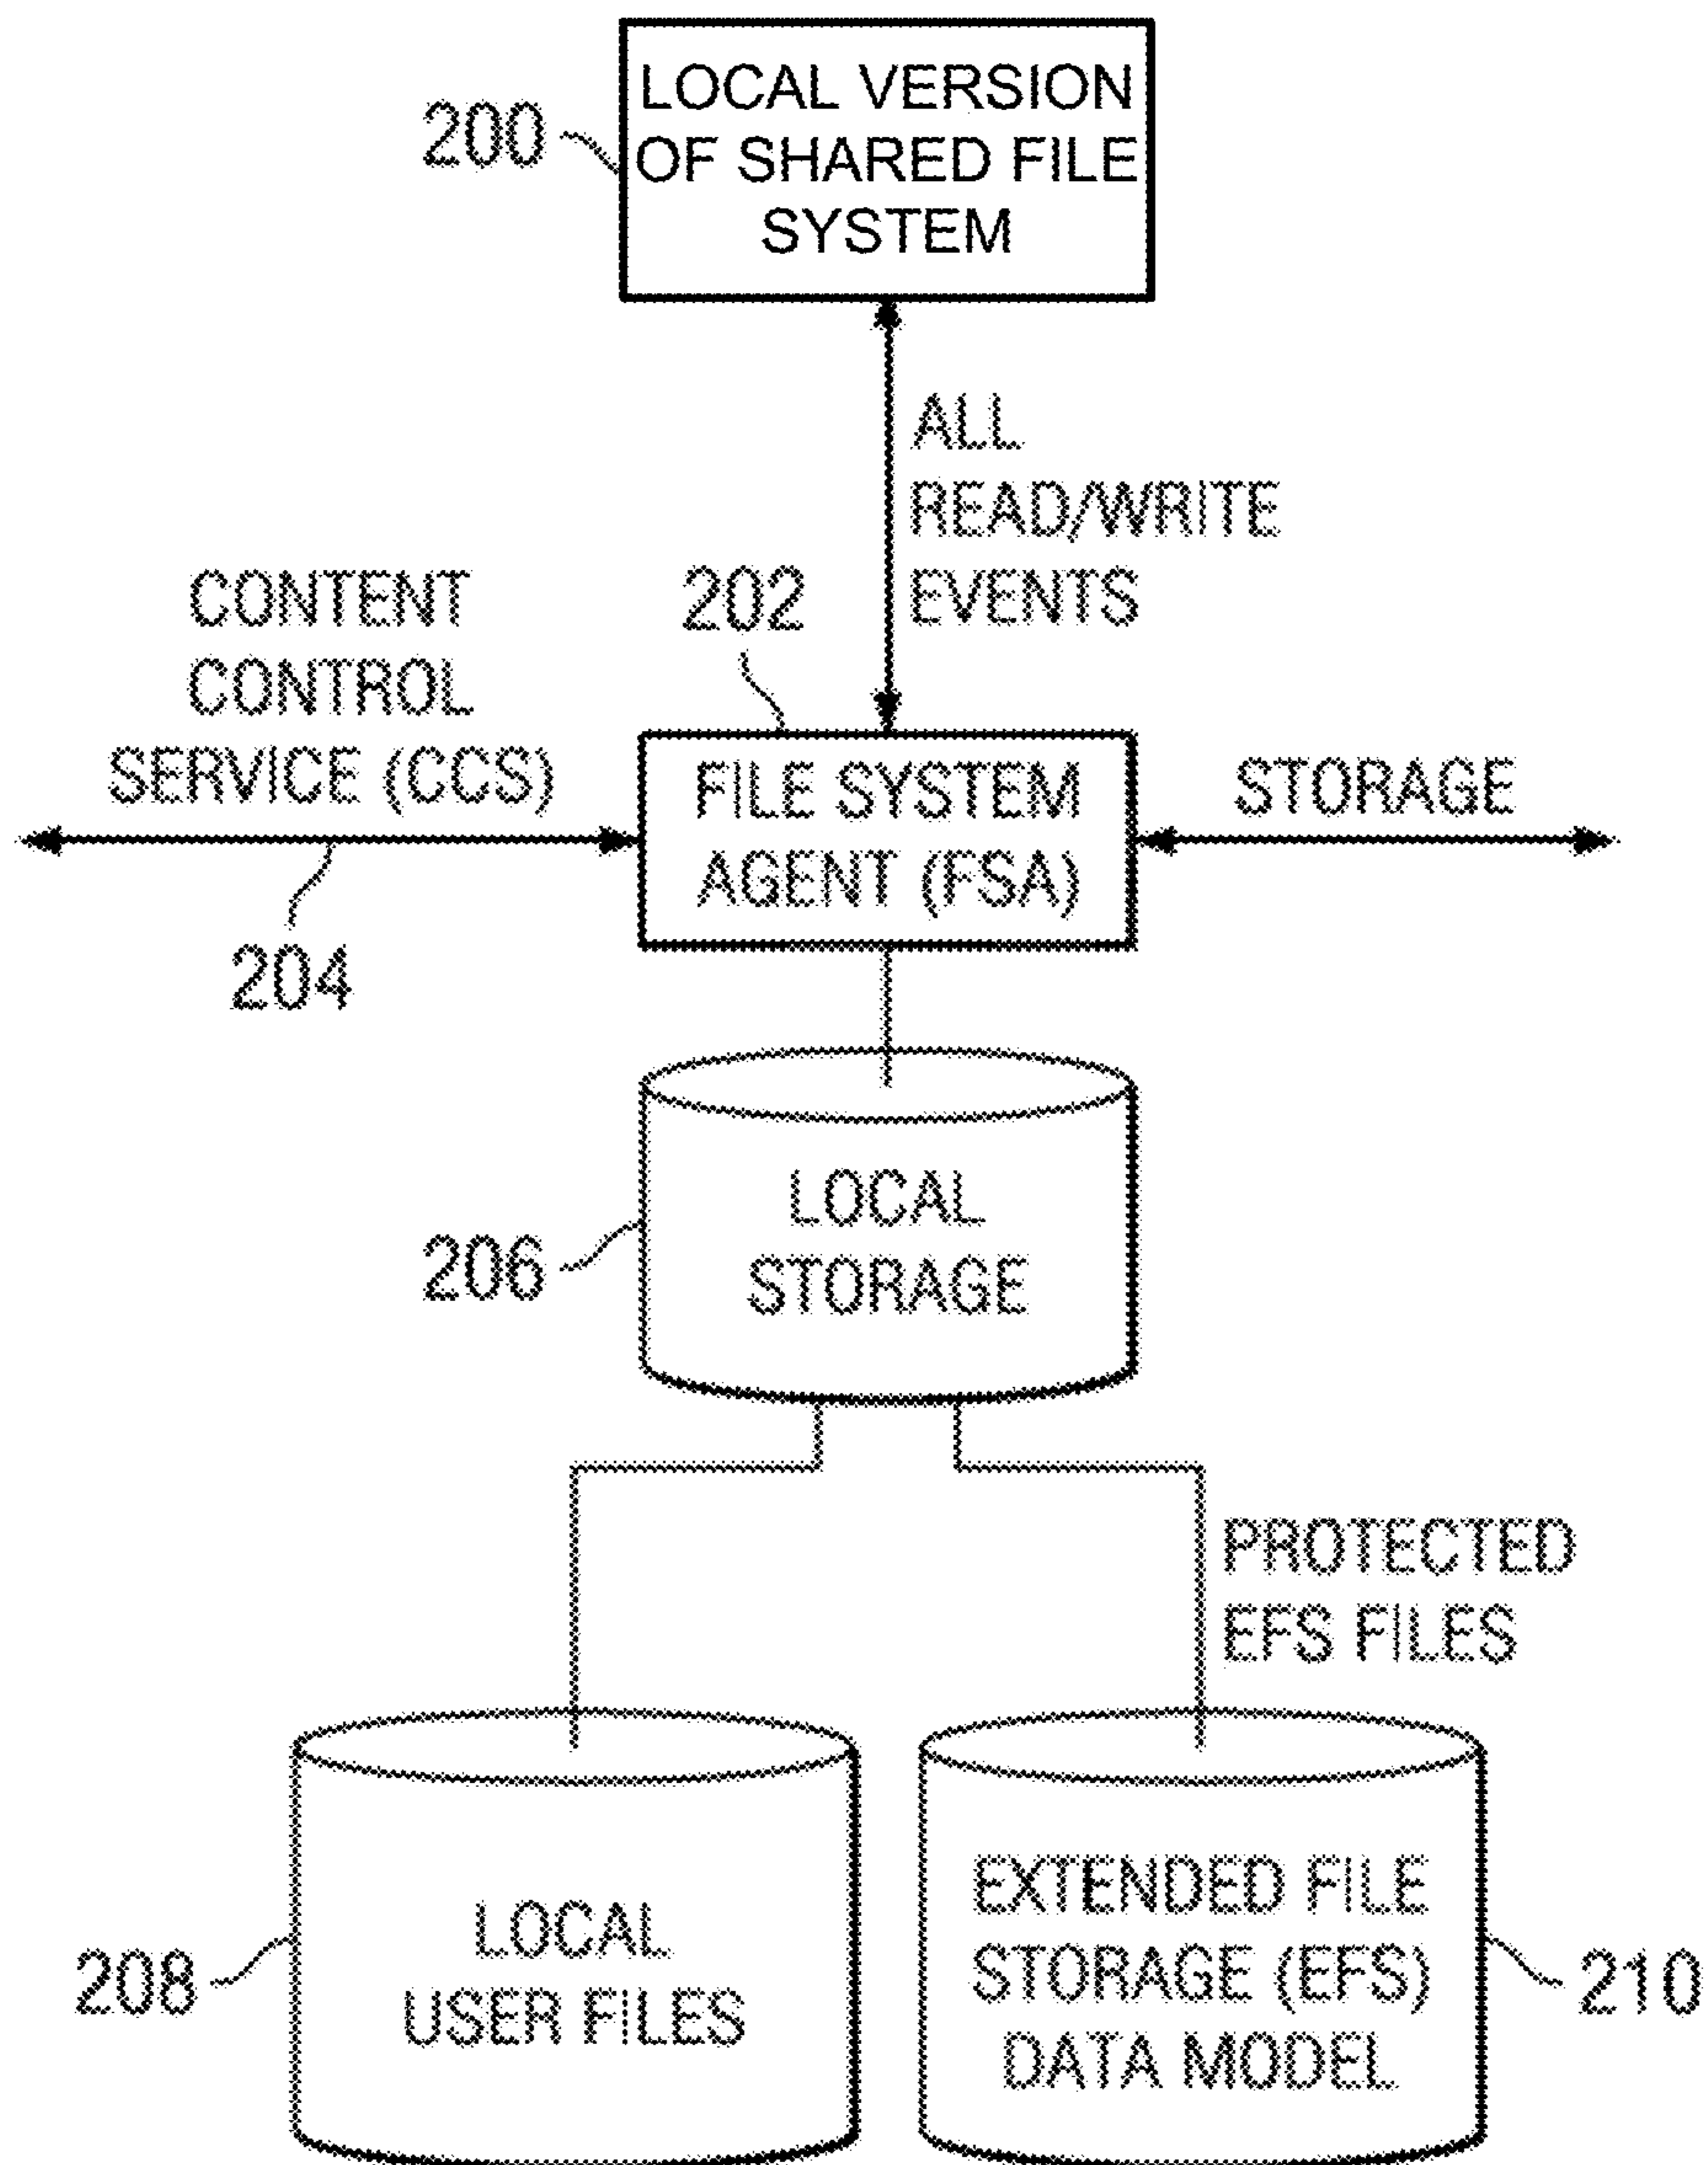 LOCAL VERSION
OF SHARED FILE
SYSTEM
200
ALL
READ/WRITE
EVENTS
CONTENT
CONTROL
SERVICE (CCS)
202
FILE SYSTEM
AGENT (FSA)
STORAGE
204
LOCAL
STORAGE
206
PROTECTED
EFS FILES
LOCAL
USER FILES
208
EXTENDED FILE
STORAGE (EFS)
DATA MODEL
210